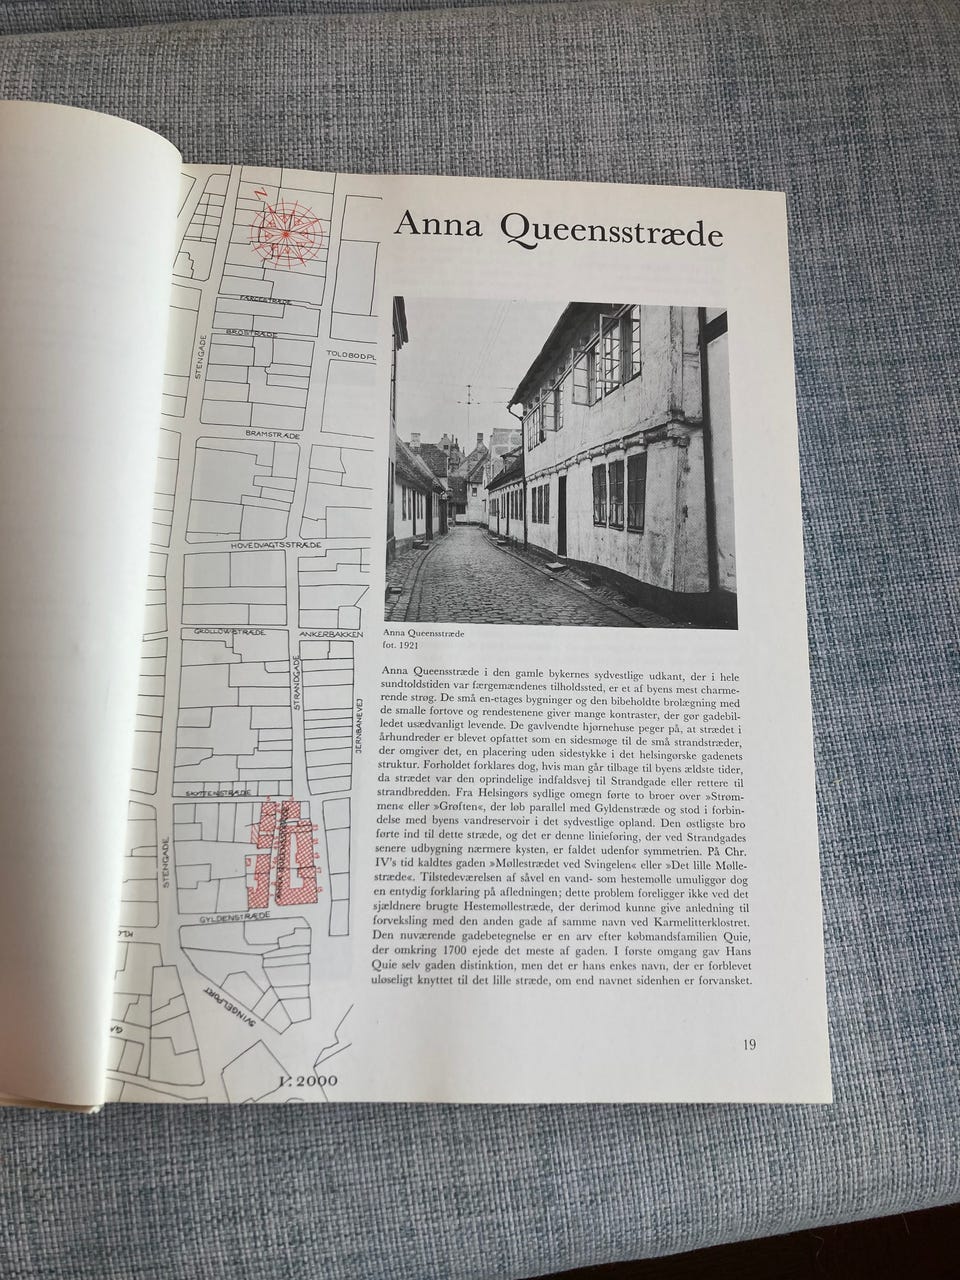 Anna Queensstræde
Anna Queensstræde
fot. 1921
Anna Queensstræde i den gamle bykernes sydvestlige udkant, der i hele
sundtoldstiden var færgemændenes tilholdssted, er et af byens mest charme-
rende strøg. De små en-etages bygninger og den bibeholdte brolægning med
de smalle fortove og rendestenene giver mange kontraster, der gør gadebil-
ledet usædvanligt levende. De gavlvendte hjørnehuse peger på, at strædet i
århundreder er blevet opfattet som en sidesmøge til de små strandstræder,
der omgiver det, en placering uden sidestykke i det helsingørske gadenets
struktur. Forholdet forklares dog, hvis man går tilbage til byens ældste tider,
da strædet var den oprindelige indfaldsvej til Strandgade eller rettere til
strandbredden. Fra Helsingørs sydlige omegn førte to broer over »Strøm-
men« eller »Grøften«, der løb parallel med Gyldenstræde og stod i forbin-
delse med byens vandreservoir i det sydvestlige opland. Den østligste bro
førte ind til dette stræde, og det er denne linieføring, der ved Strandgades
senere udbygning nærmere kysten, er faldet udenfor symmetrien. På Chr.
IV's tid kaldtes gaden »Møllestrædet ved Svingelen« eller »Det lille Mølle-
stræde«. Tilstedeværelsen af såvel en vand- som hestemølle umuliggør dog
en entydig forklaring på afledningen; dette problem foreligger ikke ved det
sjældnere brugte Hestemøllestræde, der derimod kunne give anledning til
forveksling med den anden gade af samme navn ved Karmelitterklostret.
Den nuværende gadebetegnelse er en arv efter købmandsfamilien Quie,
der omkring 1700 ejede det meste af gaden. I første omgang gav Hans
Quie selv gaden distinktion, men det er hans enkes navn, der er forblevet
uløseligt knyttet til det lille stræde, om end navnet sidenhen er forvansket.
19
N
FÆRGESTRÆDE
BROSTRÆDE
STENGADE
TOLDBODPL
BRAMSTRÆDE
HOVEDVAGTSSTRÆDE
GROLLOWSTRÆDE
ANKERBAKKEN
STRANDGADE
JERNBANEVEJ
SKYTTENSTRÆDE
ANNA QUEENSSTRÆDE
STENGADE
GYLDENSTRÆDE
SVINGELPORT
1:2000